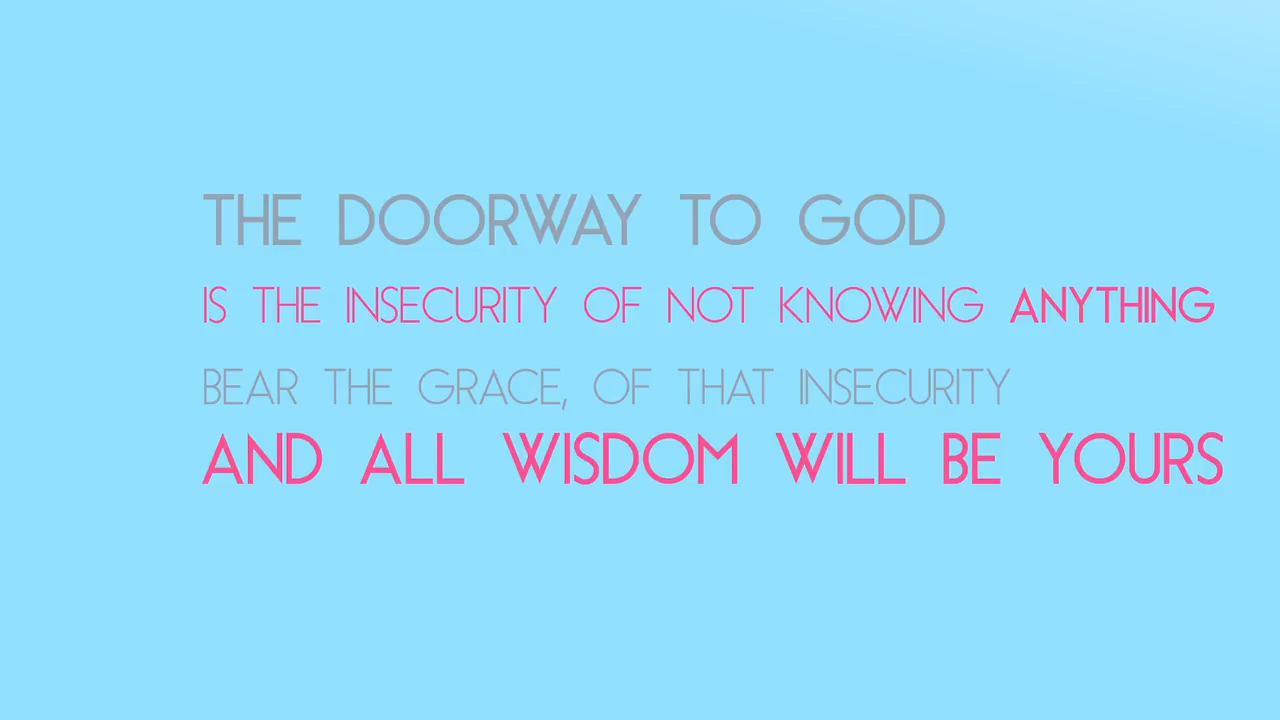 THE DOORWAY TO GOD
IS THE INSECURITY OF NOT KNOWING ANYTHING
BEAR THE GRACE, OF THAT INSECURITY
AND ALL WISDOM WILL BE YOURS